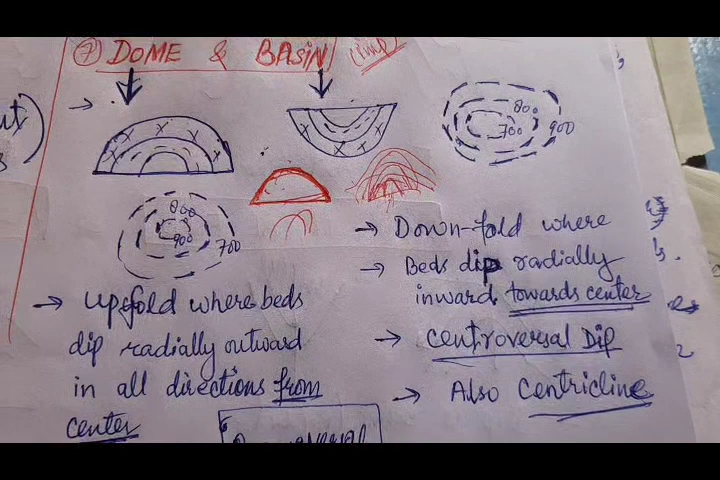 7 DOME & BASIN (imp)
800
900
700
800
700
900
→ Upfold where beds
dip radially outward
in all directions from
center
→ Down-fold where
→ Beds dip radially
inward towards center
→ Centroversal Dip
→ Also Centricline